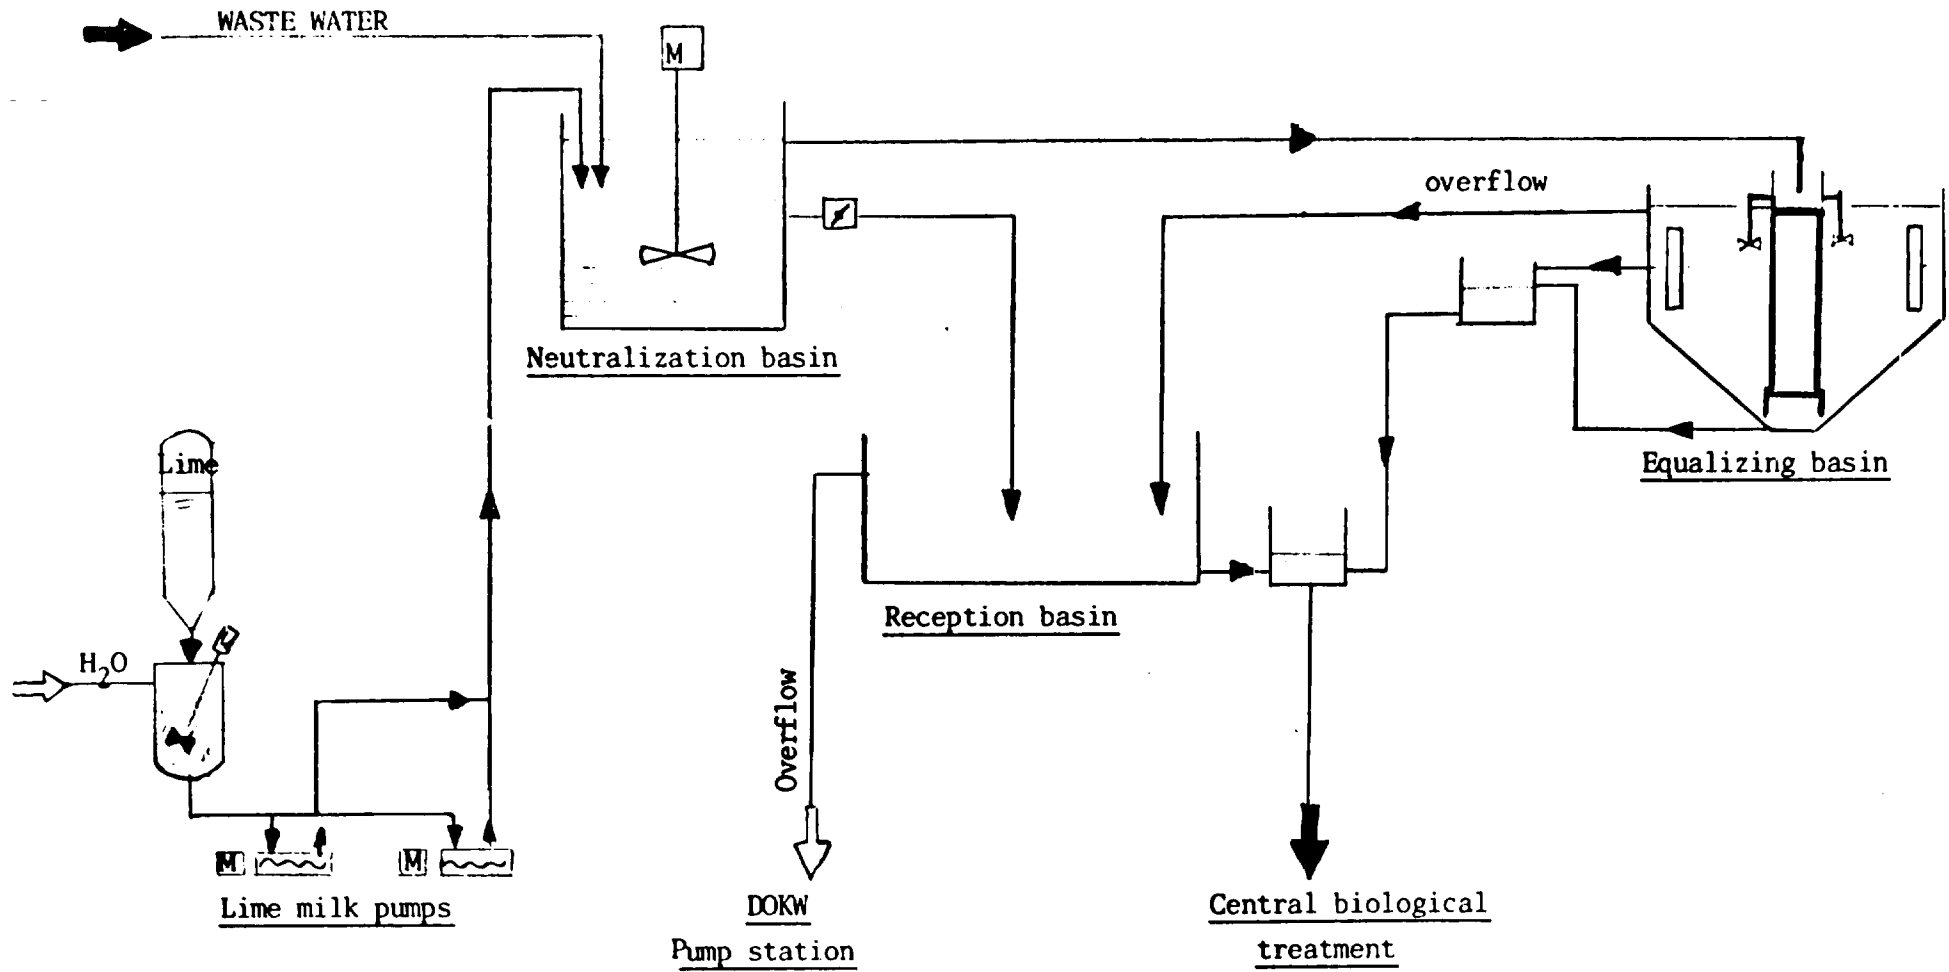 WASTE WATER
M
overflow
Neutralization basin
Equalizing basin
Lime
Reception basin
H₂O
Overflow
M
M
Lime milk pumps
DOKW
Pump station
Central biological
treatment